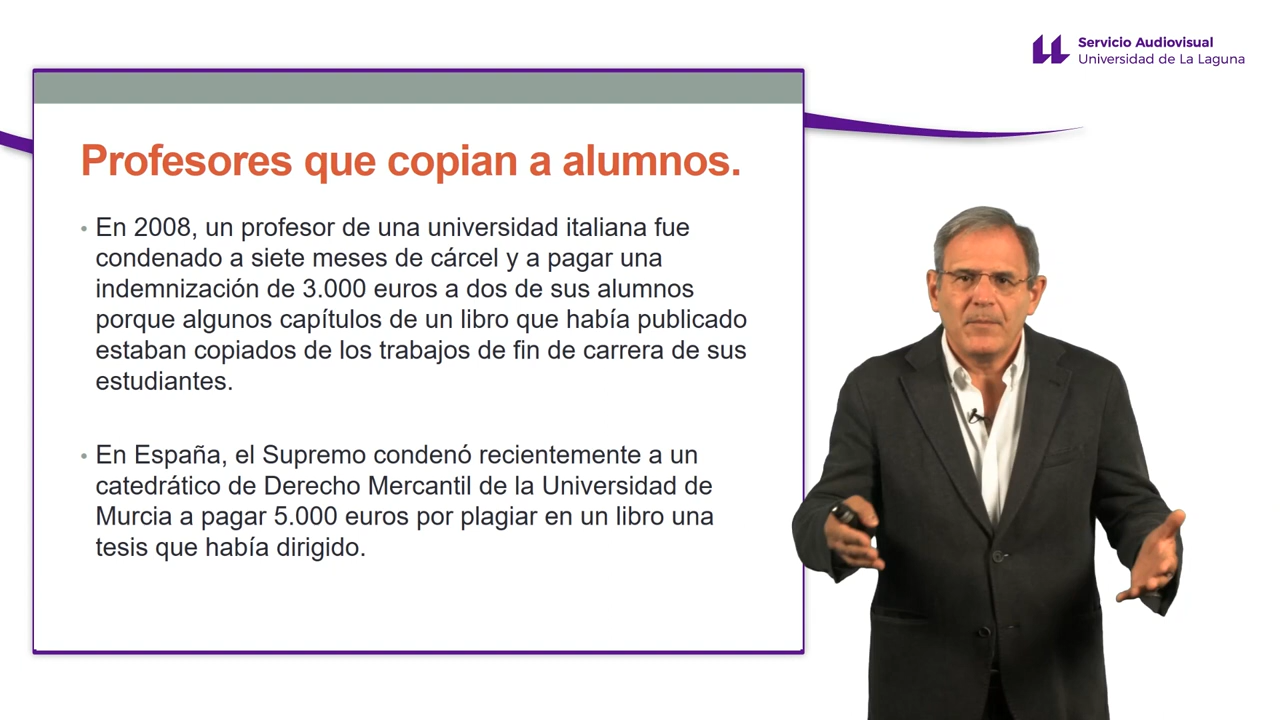 Servicio Audiovisual
Universidad de La Laguna
Profesores que copian a alumnos.
• En 2008, un profesor de una universidad italiana fue
condenado a siete meses de cárcel y a pagar una
indemnización de 3.000 euros a dos de sus alumnos
porque algunos capítulos de un libro que había publicado
estaban copiados de los trabajos de fin de carrera de sus
estudiantes.
• En España, el Supremo condenó recientemente a un
catedrático de Derecho Mercantil de la Universidad de
Murcia a pagar 5.000 euros por plagiar en un libro una
tesis que había dirigido.